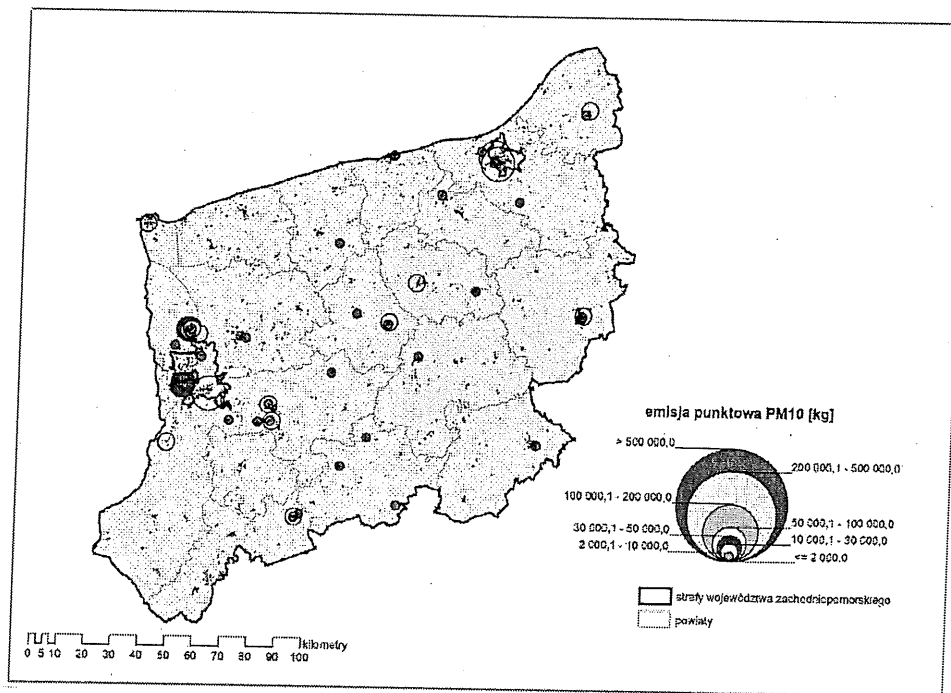 emisja punktowa PM10 [kg]
> 500 000,0
200 000,1 - 500 000,0
100 000,1 - 200 000,0
50 000,1 - 100 000,0
30 000,1 - 50 000,0
10 000,1 - 30 000,0
2 000,1 - 10 000,0
<= 2 000,0
strefy województwa zachodniopomorskiego
powiaty
kilometry
0 5 10 20 30 40 50 60 70 80 90 100